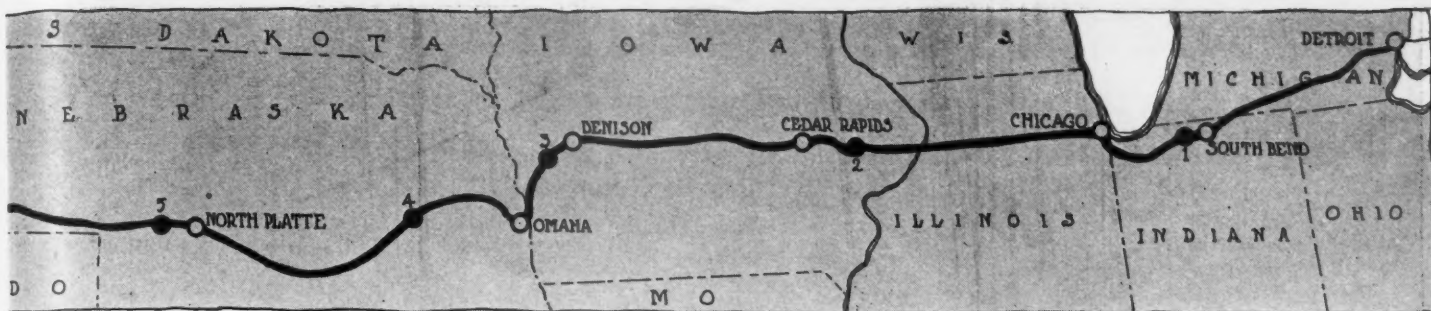 S DAKOTA
IOWA
WIS
DETROIT
MICHIGAN
NEBRASKA
3
DENISON
CEDAR RAPIDS
2
CHICAGO
1
SOUTH BEND
5
NORTH PLATTE
4
OMAHA
ILLINOIS
INDIANA
OHIO
DO
MO